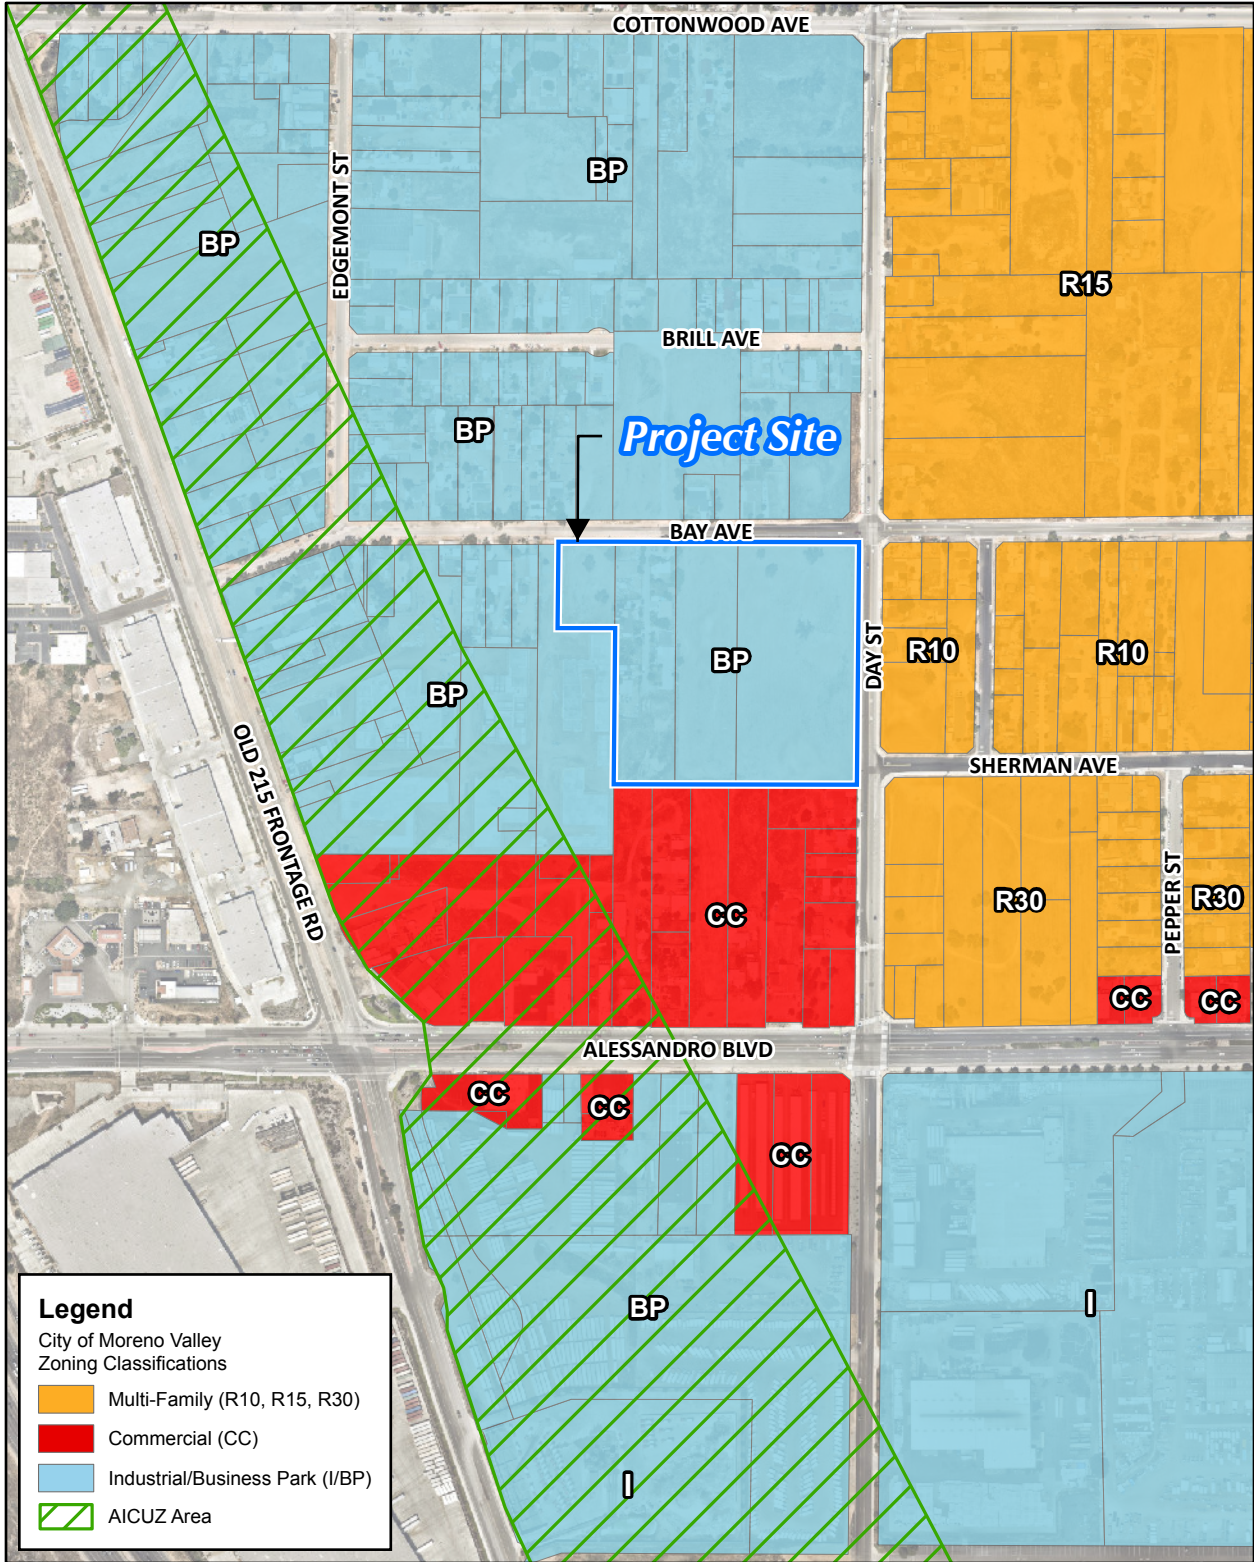 COTTONWOOD AVE
EDGEMONT ST
BP
BP
R15
BRILL AVE
BP
Project Site
BAY AVE
BP
BP
DAY ST
R10
R10
OLD 215 FRONTAGE RD
SHERMAN AVE
CC
R30
PEPPER ST
R30
CC
CC
ALESSANDRO BLVD
CC
CC
CC
BP
I
I
Legend
City of Moreno Valley
Zoning Classifications
Multi-Family (R10, R15, R30)
Commercial (CC)
Industrial/Business Park (I/BP)
AICUZ Area